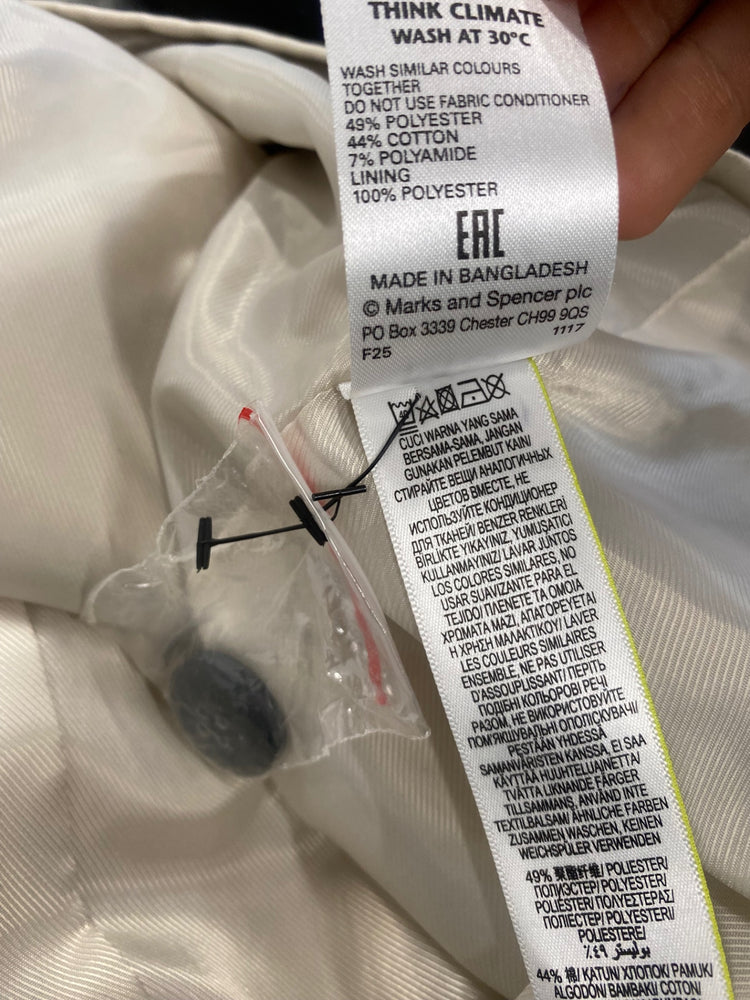 THINK CLIMATE
WASH AT 30°C
WASH SIMILAR COLOURS
TOGETHER
DO NOT USE FABRIC CONDITIONER
49% POLYESTER
44% COTTON
7% POLYAMIDE
LINING
100% POLYESTER
EAC
MADE IN BANGLADESH
© Marks and Spencer plc
PO Box 3339 Chester CH99 9QS
1117
F25
40
CUCI WARNA YANG SAMA
BERSAMA-SAMA, JANGAN
GUNAKAN PELEMBUT KAIN/
СТИРАЙТЕ ВЕЩИ АНАЛОГИЧНЫХ
ЦВЕТОВ ВМЕСТЕ, НЕ
ИСПОЛЬЗУЙТЕ КОНДИЦИОНЕР
ДЛЯ ТКАНЕЙ/ BENZER RENKLERİ
BİRLİKTE YIKAYINIZ, YUMUŞATICI
KULLANMAYINIZ/ LAVAR JUNTOS
LOS COLORES SIMILARES, NO
USAR SUAVIZANTE PARA EL
TEJIDO/ ΠΛΕΝΕΤΕ ΤΑ ΟΜΟΙΑ
ΧΡΩΜΑΤΑ ΜΑΖΙ, ΑΠΑΓΟΡΕΥΕΤΑΙ
Η ΧΡΗΣΗ ΜΑΛΑΚΤΙΚΟΥ/ LAVER
LES COULEURS SIMILAIRES
ENSEMBLE, NE PAS UTILISER
D'ASSOUPLISSANT/ ПЕРІТЬ
ПОДІБНІ КОЛЬОРОВІ РЕЧІ
РАЗОМ, НЕ ВИКОРИСТОВУЙТЕ
ПОМ'ЯКШУВАЛЬНІ ОПОЛІСКУВАЧІ/
PESTÄÄN YHDESSÄ
SAMANVÄRISTEN KANSSA, EI SAA
KÄYTTÄÄ HUUHTELUAINETTA/
TVÄTTA LIKNANDE FÄRGER
TILLSAMMANS, ANVÄND INTE
TEXTILBALSAM/ ÄHNLICHE FARBEN
ZUSAMMEN WASCHEN, KEINEN
WEICHSPÜLER VERWENDEN
49% 聚酯纤维/ POLIESTER/
ПОЛИЭСТЕР/ POLYESTER/
POLIÉSTER/ ΠΟΛΥΕΣΤΕΡΑΣ/
ПОЛІЕСТЕР/ POLYESTERI/
POLIESTERE/
بوليستر ٤٩٪
44% 棉/ KATUN/ ХЛОПОК/ PAMUK/
ALGODÓN/ ΒΑΜΒΑΚΙ/ COTON/